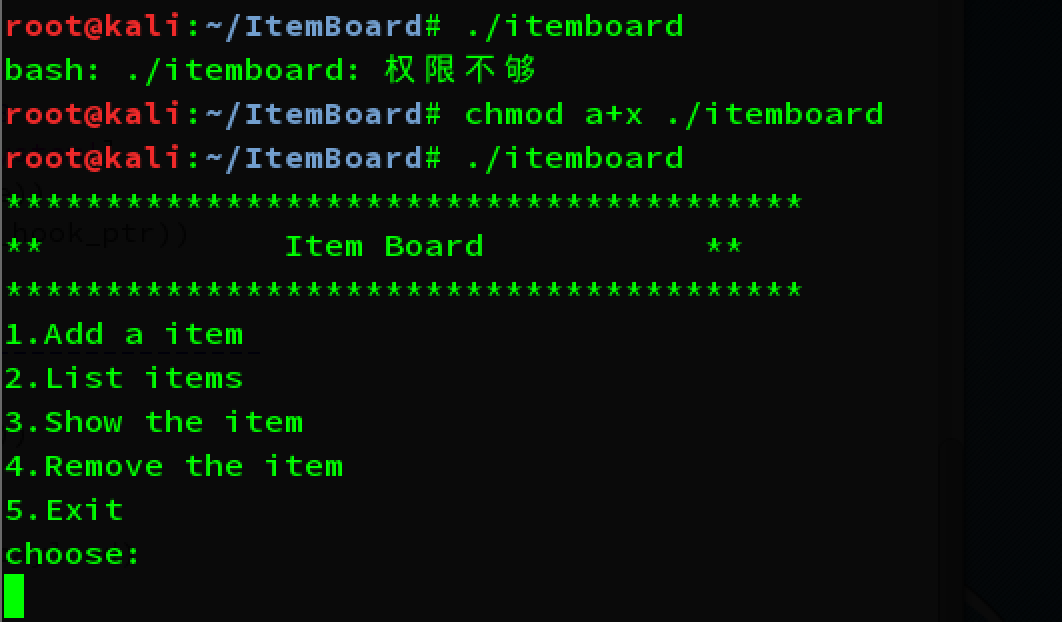 root@kali:~/ItemBoard# ./itemboard
bash: ./itemboard: 权限不够
root@kali:~/ItemBoard# chmod a+x ./itemboard
root@kali:~/ItemBoard# ./itemboard
****************************************
**            Item Board           **
hook_ptr))
****************************************
1.Add a item
2.List items
3.Show the item
4.Remove the item
5.Exit
choose: